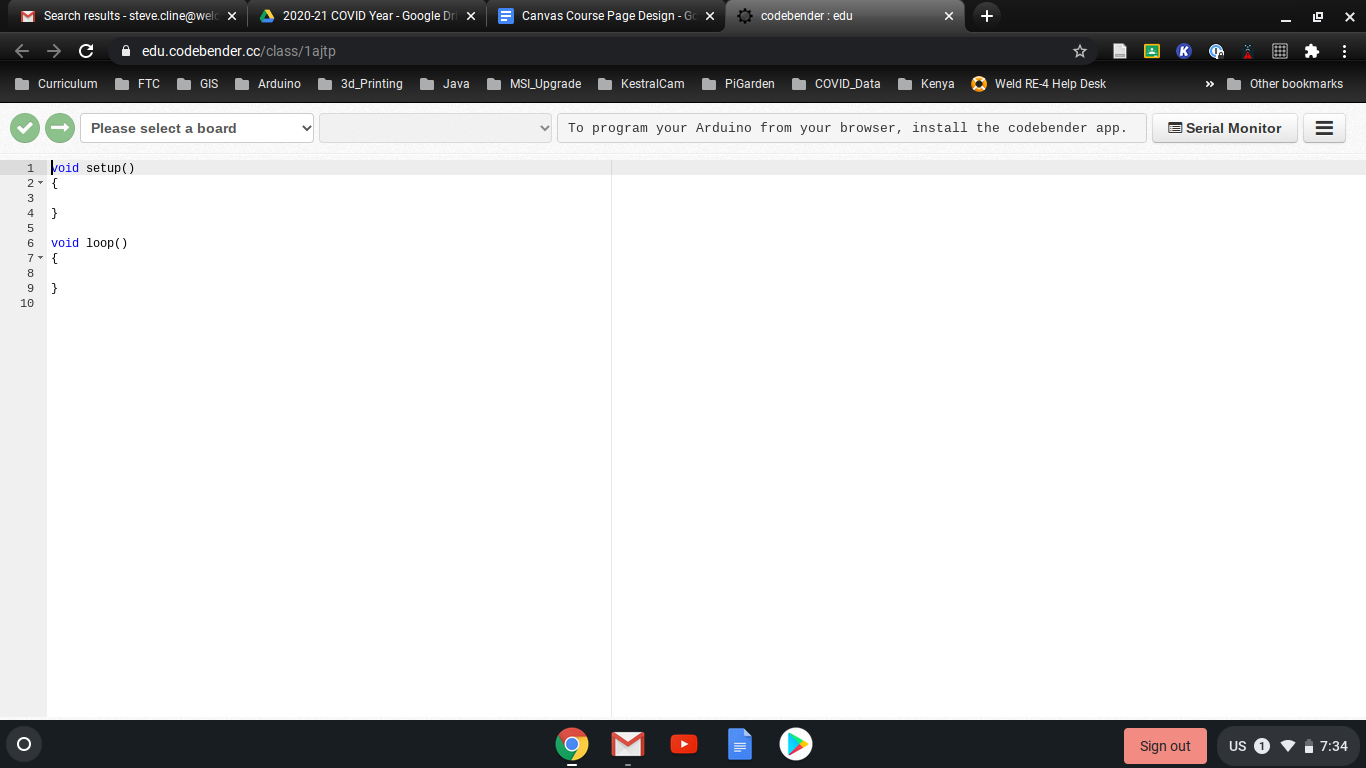 Search results - steve.cline@weld
2020-21 COVID Year - Google Dri
Canvas Course Page Design - Go
codebender : edu
edu.codebender.cc/class/1ajtp
Curriculum FTC GIS Arduino 3d_Printing Java MSI_Upgrade KestralCam PiGarden COVID_Data Kenya Weld RE-4 Help Desk » Other bookmarks
Please select a board
To program your Arduino from your browser, install the codebender app.
Serial Monitor
1 void setup()
2 {
3
4 }
5
6 void loop()
7 {
8
9 }
10
Sign out
US 1 7:34